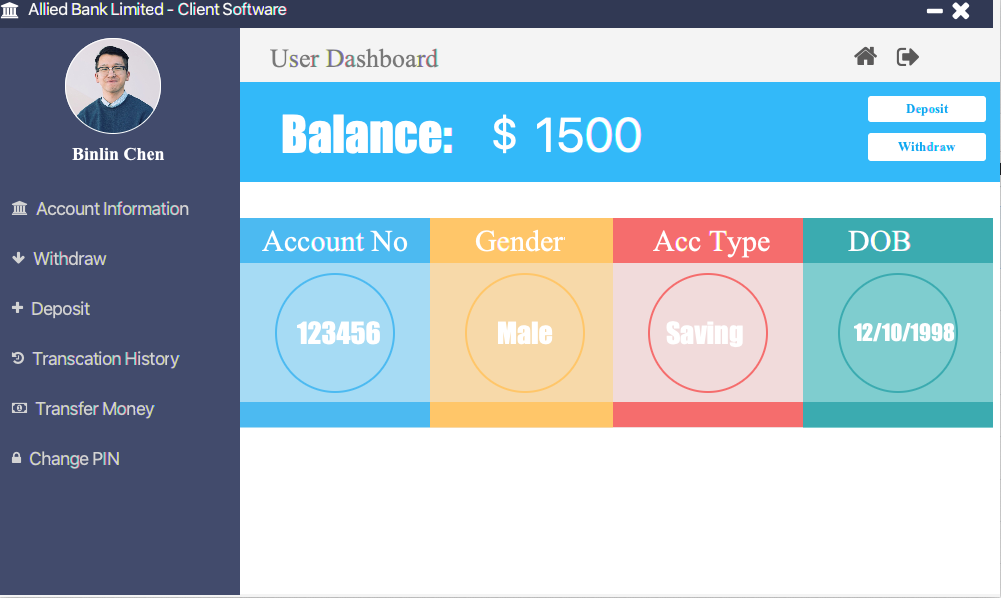 Allied Bank Limited - Client Software
Binlin Chen
Account Information
Withdraw
Deposit
Transcation History
Transfer Money
Change PIN
User Dashboard
Balance: $ 1500
Deposit
Withdraw
Account No Gender Acc Type DOB
123456 Male Saving 12/10/1998